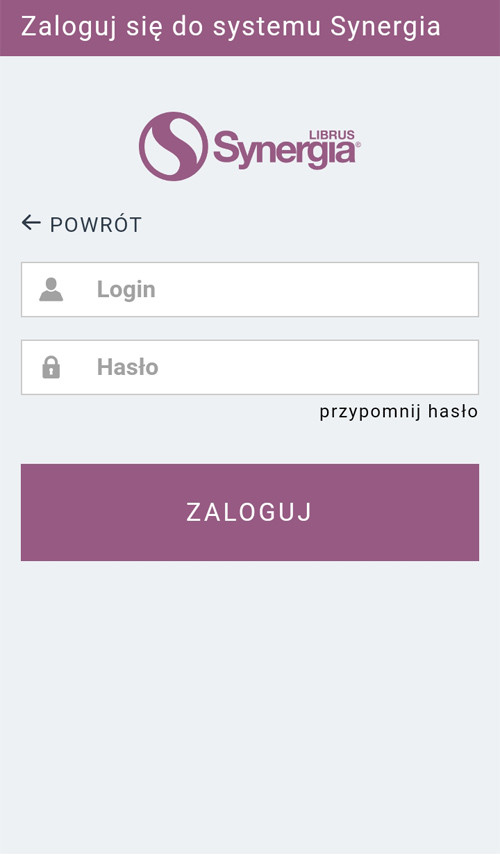 Zaloguj się do systemu Synergia
LIBRUS
Synergia®
← POWRÓT
Login
Hasło
przypomnij hasło
ZALOGUJ